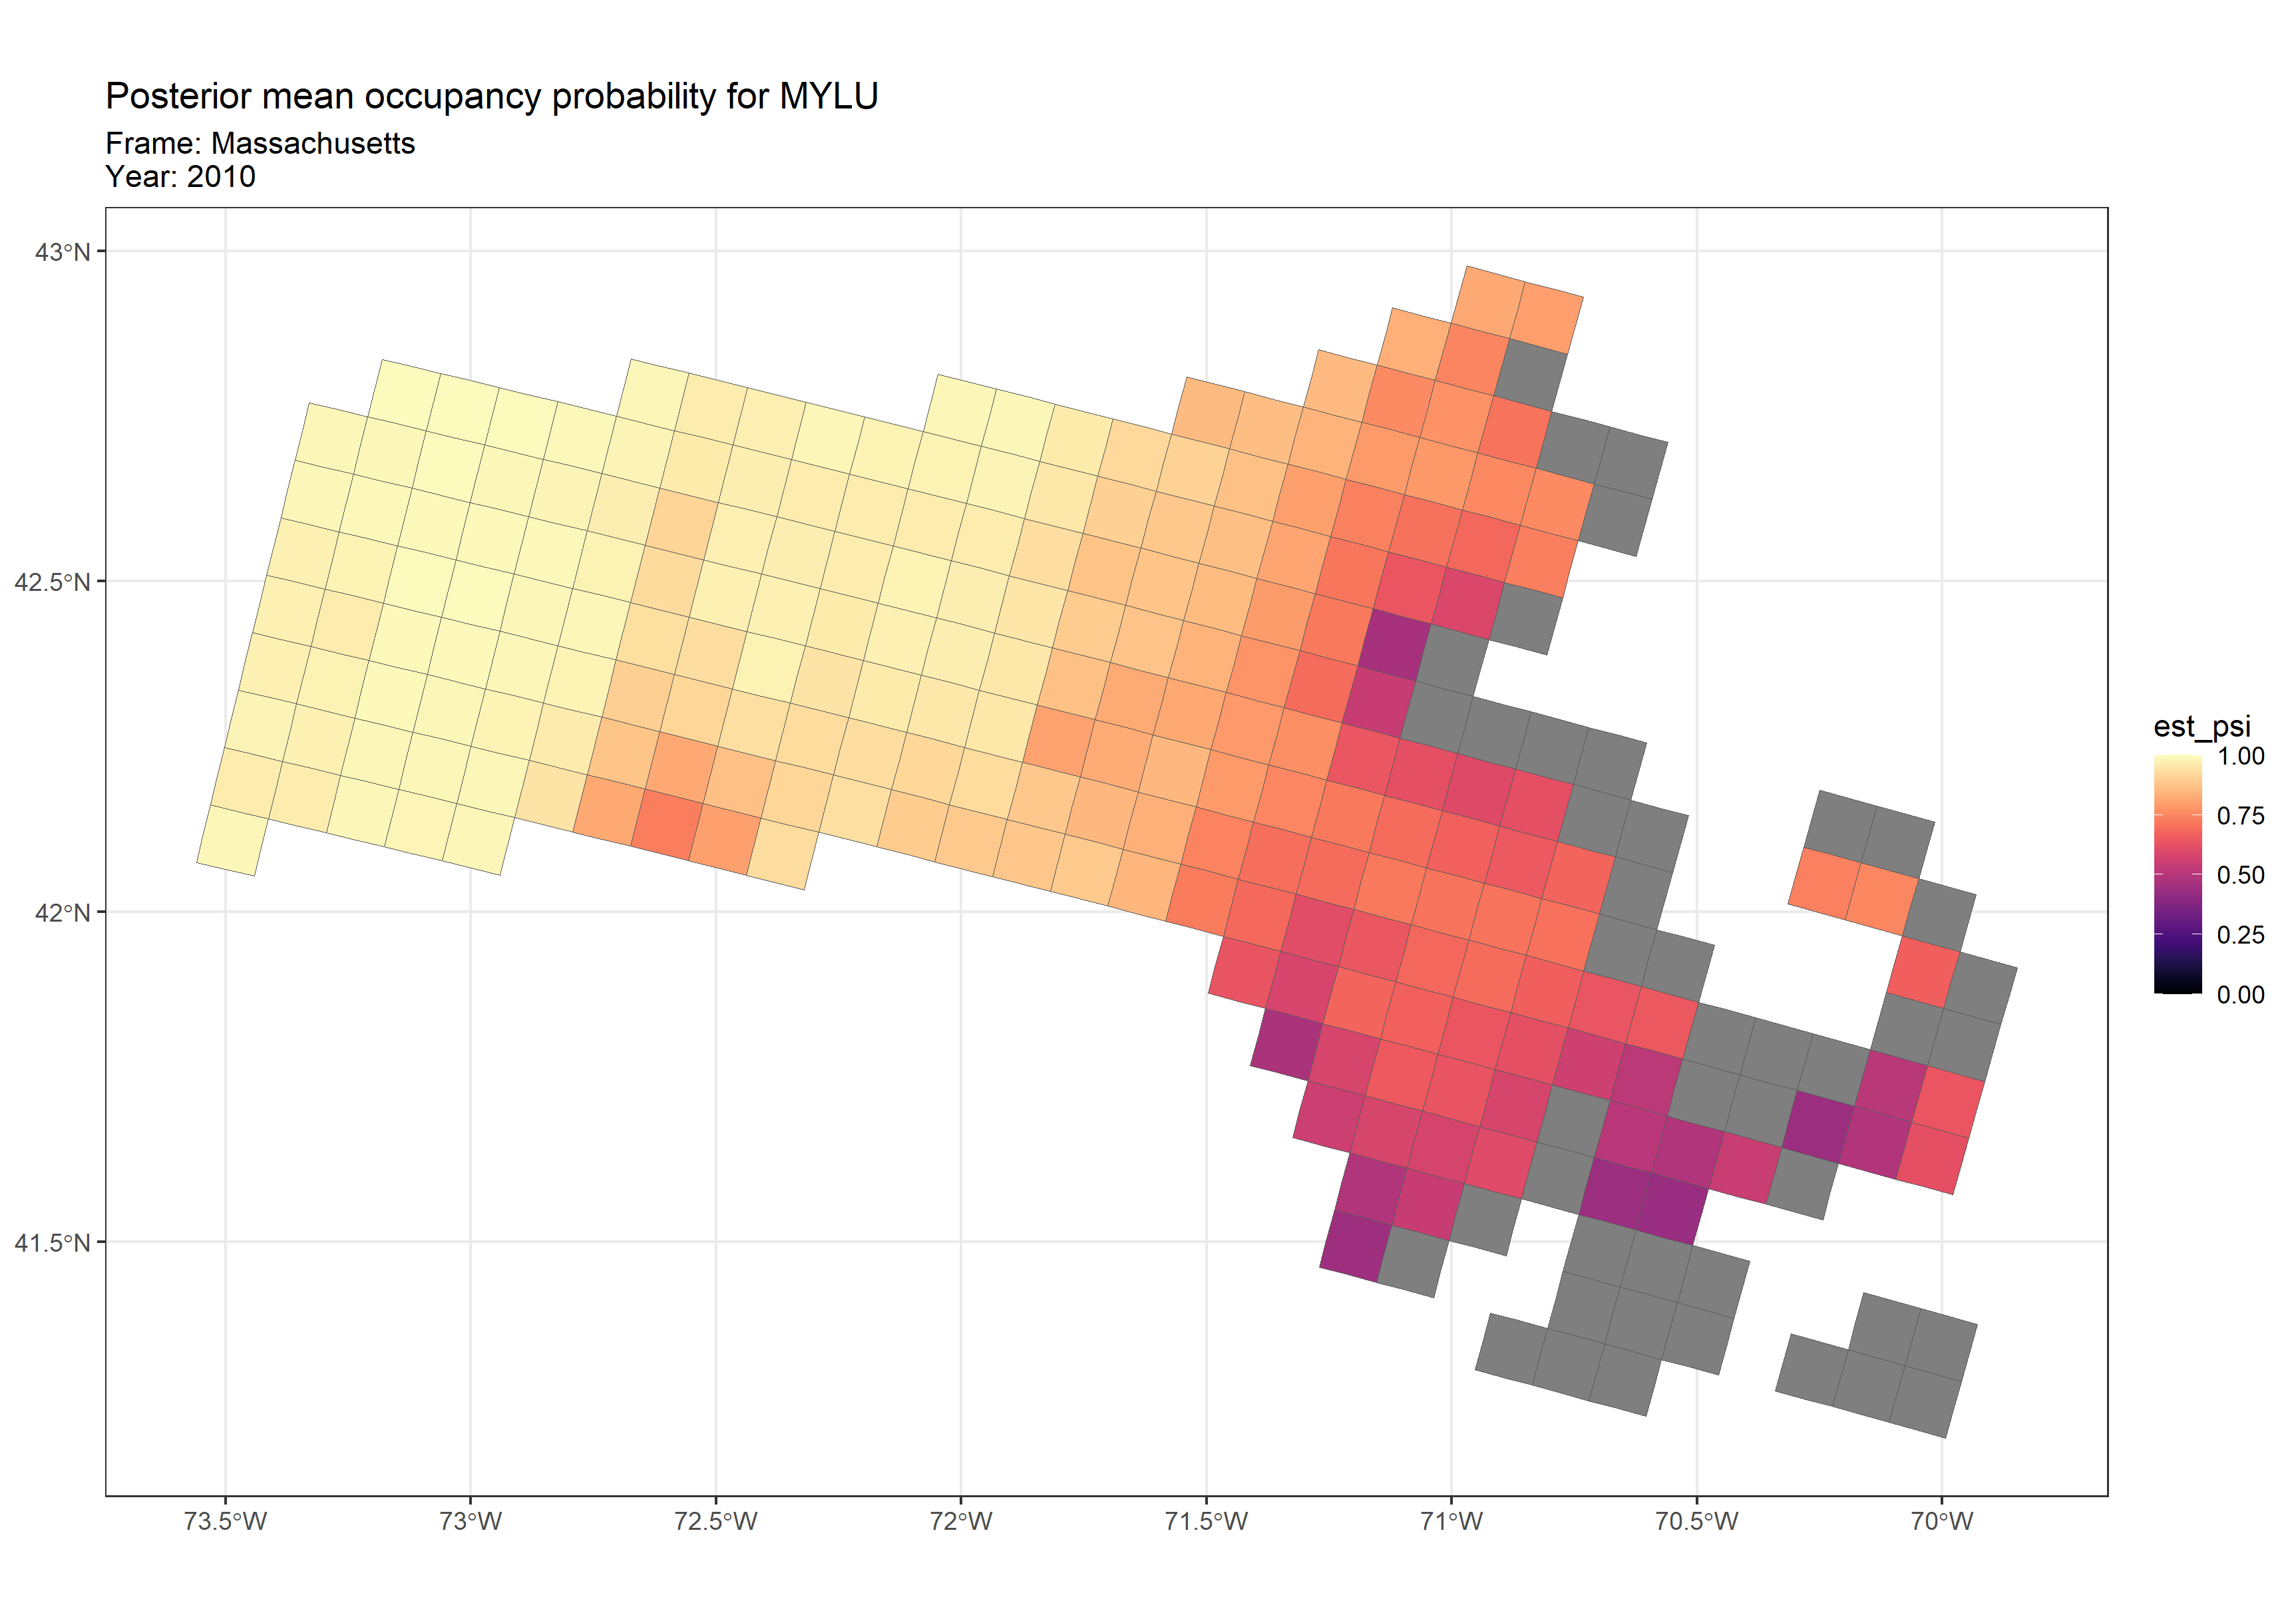 Posterior mean occupancy probability for MYLU
Frame: Massachusetts
Year: 2010
43°N
42.5°N
42°N
41.5°N
73.5°W
73°W
72.5°W
72°W
71.5°W
71°W
70.5°W
70°W
est_psi
1.00
0.75
0.50
0.25
0.00